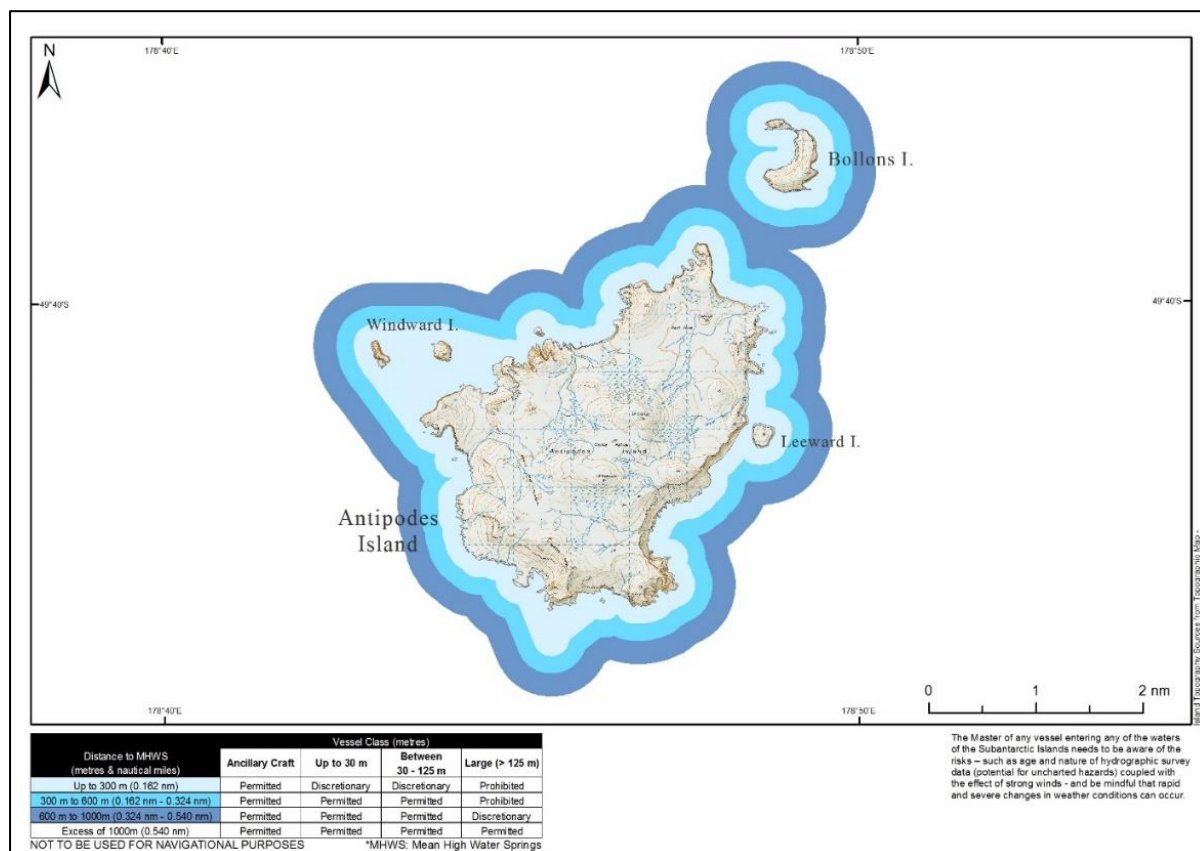 N
178°40'E
178°50'E
Bollons I.
49°40'S
49°40'S
Windward I.
Leeward I.
Antipodes
Island
Antipodes Island
0 1 2 nm
178°40'E
178°50'E
Island Topography Sources from Topographic Map -
Vessel Class (metres)
Distance to MHWS
(metres & nautical miles)
Ancillary Craft
Up to 30 m
Between
30 - 125 m
Large (> 125 m)
Up to 300 m (0.162 nm) Permitted Discretionary Discretionary Prohibited
300 m to 600 m (0.162 nm - 0.324 nm) Permitted Permitted Permitted Prohibited
600 m to 1000m (0.324 nm - 0.540 nm) Permitted Permitted Permitted Discretionary
Excess of 1000m (0.540 nm) Permitted Permitted Permitted Permitted
NOT TO BE USED FOR NAVIGATIONAL PURPOSES *MHWS: Mean High Water Springs
The Master of any vessel entering any of the waters
of the Subantarctic Islands needs to be aware of the
risks – such as age and nature of hydrographic survey
data (potential for uncharted hazards) coupled with
the effect of strong winds - and be mindful that rapid
and severe changes in weather conditions can occur.